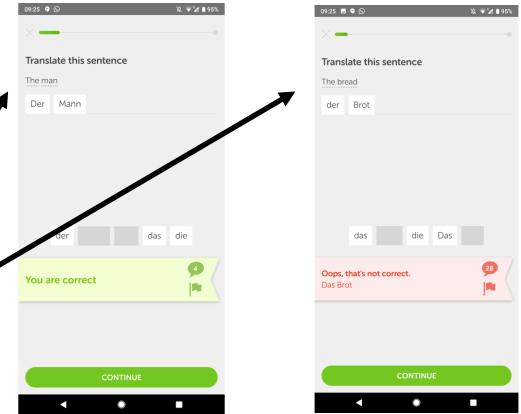 09:25
95%
Translate this sentence
The man
Der Mann
der das die
You are correct
4
CONTINUE
09:25
95%
Translate this sentence
The bread
der Brot
das die Das
Oops, that's not correct.
Das Brot
28
CONTINUE